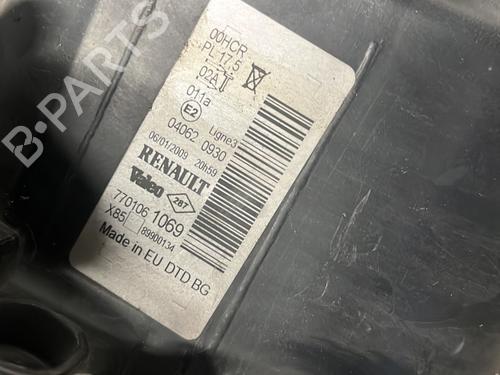 00HCR
PL 17.5
02A
011a
E2
Ligne3
04062 0930
06/01/2009 20h59
RENAULT
Valeo
287
770106 1069
X85 89900134
Made in EU DTD BG